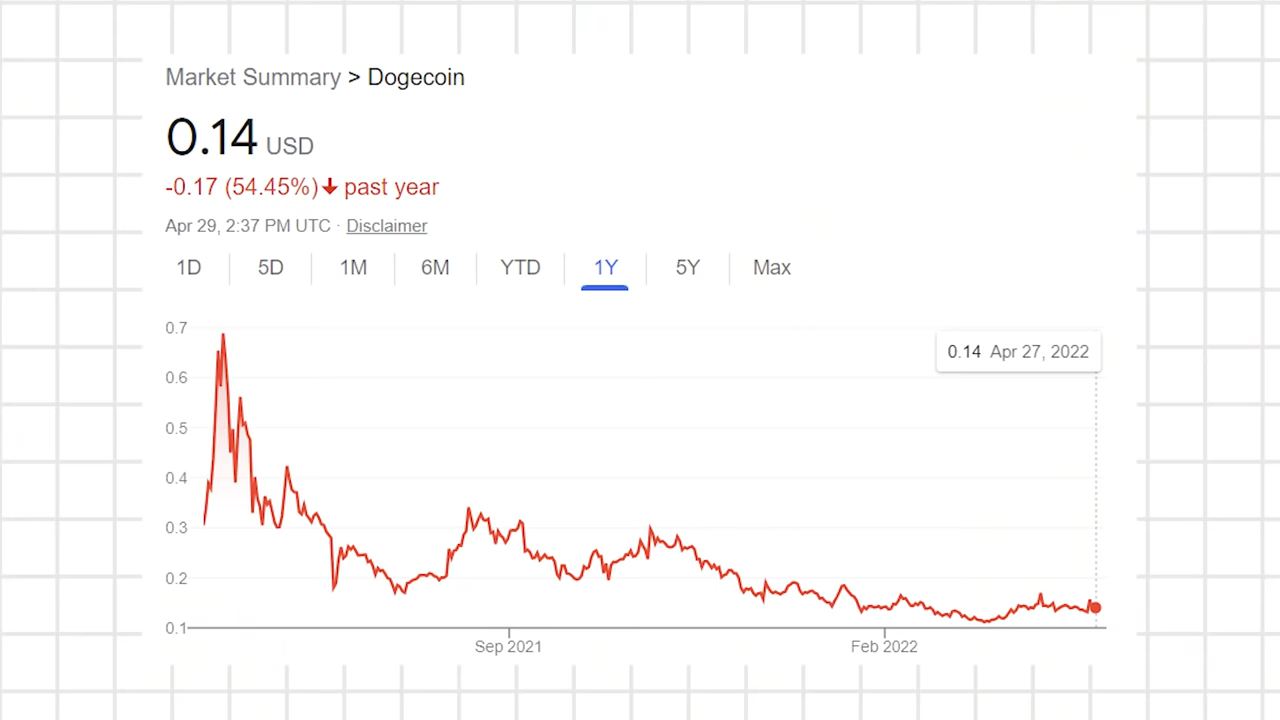 Market Summary > Dogecoin
0.14 USD
-0.17 (54.45%) ↓ past year
Apr 29, 2:37 PM UTC · Disclaimer
1D 5D 1M 6M YTD 1Y 5Y Max
0.7
0.14 Apr 27, 2022
0.6
0.5
0.4
0.3
0.2
0.1
Sep 2021 Feb 2022